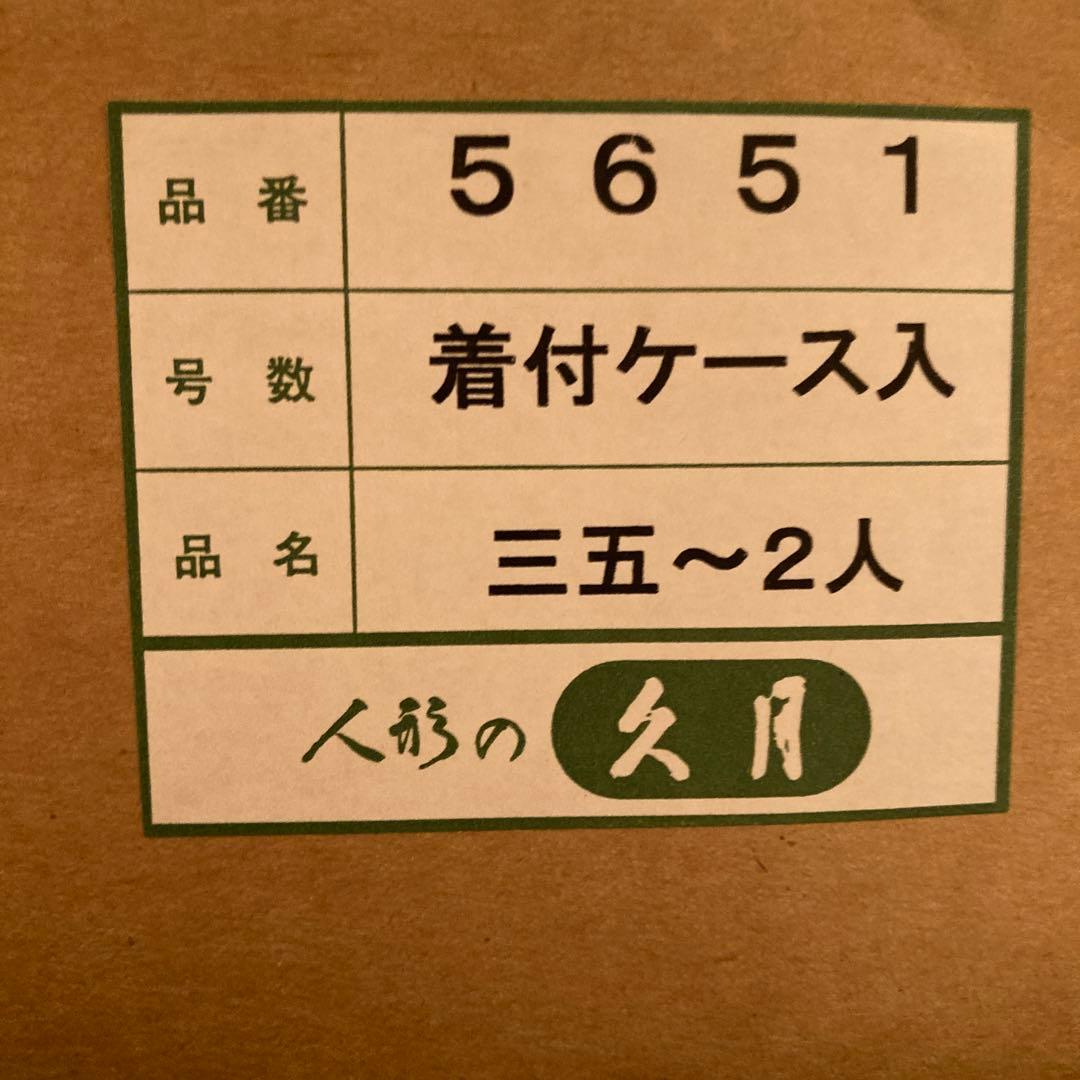 品番 5651
号数 着付ケース入
品名 三五～2人
人形の久月